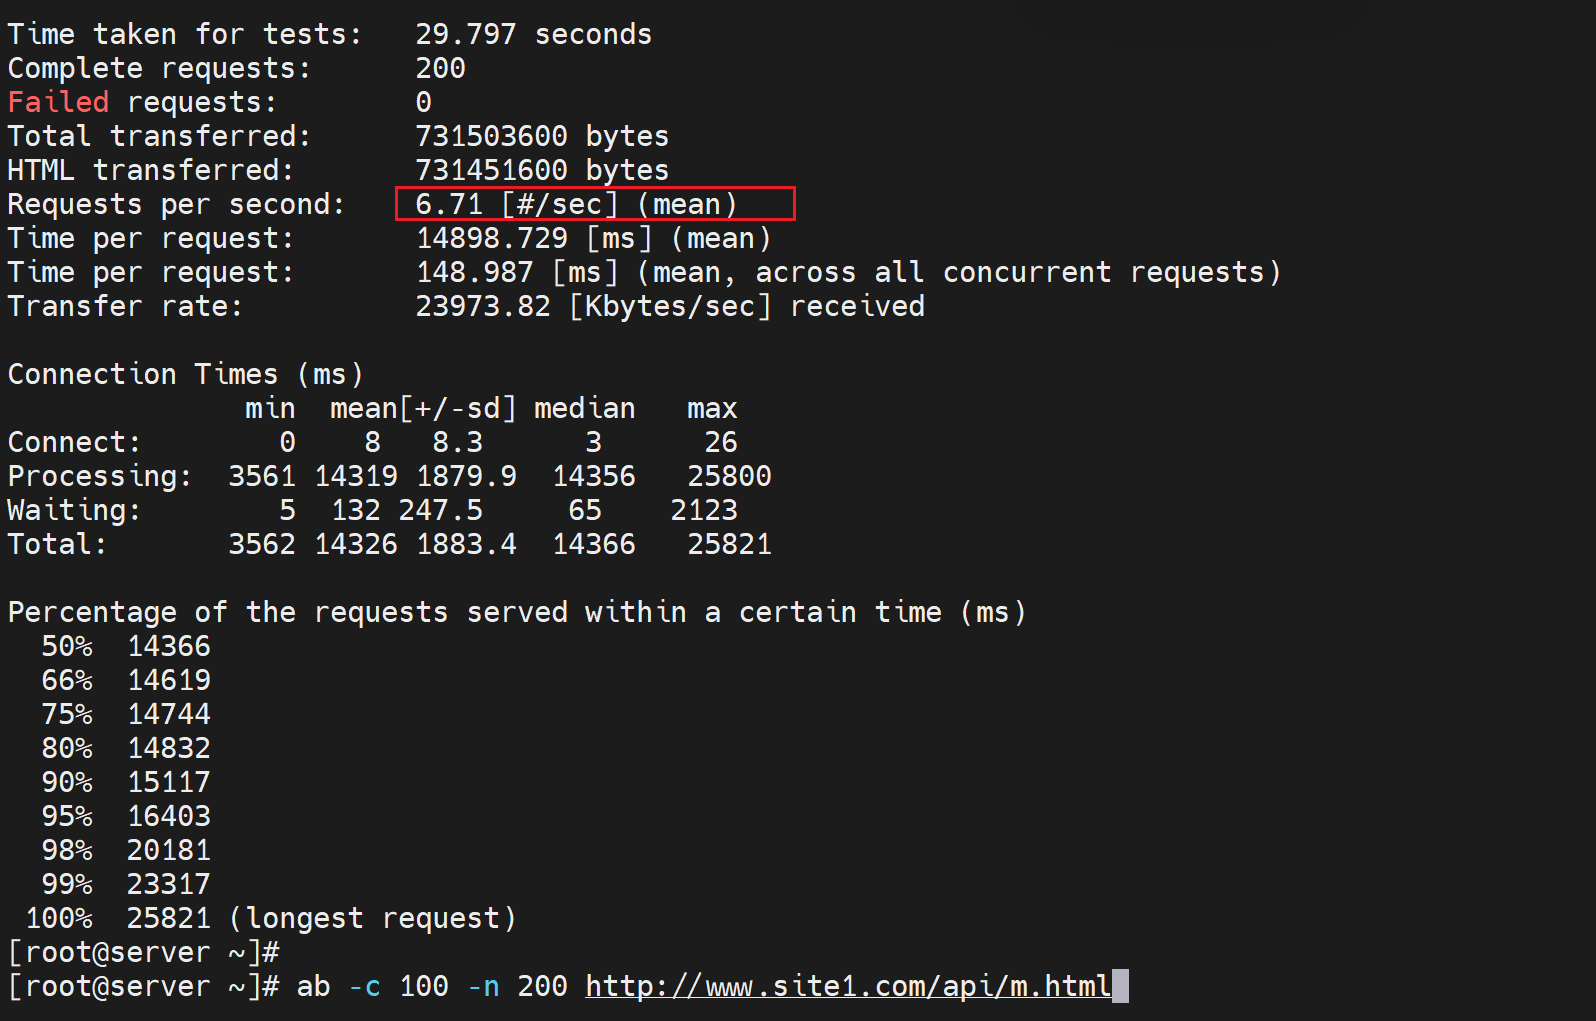 Time taken for tests:   29.797 seconds
Complete requests:      200
Failed requests:        0
Total transferred:      731503600 bytes
HTML transferred:       731451600 bytes
Requests per second:    6.71 [#/sec] (mean)
Time per request:       14898.729 [ms] (mean)
Time per request:       148.987 [ms] (mean, across all concurrent requests)
Transfer rate:          23973.82 [Kbytes/sec] received
Connection Times (ms)
              min  mean[+/-sd] median   max
Connect:        0    8   8.3      3      26
Processing:  3561 14319 1879.9  14356   25800
Waiting:        5  132 247.5     65    2123
Total:       3562 14326 1883.4  14366   25821
Percentage of the requests served within a certain time (ms)
  50%  14366
  66%  14619
  75%  14744
  80%  14832
  90%  15117
  95%  16403
  98%  20181
  99%  23317
 100%  25821 (longest request)
[root@server ~]#
[root@server ~]# ab -c 100 -n 200 http://www.site1.com/api/m.html